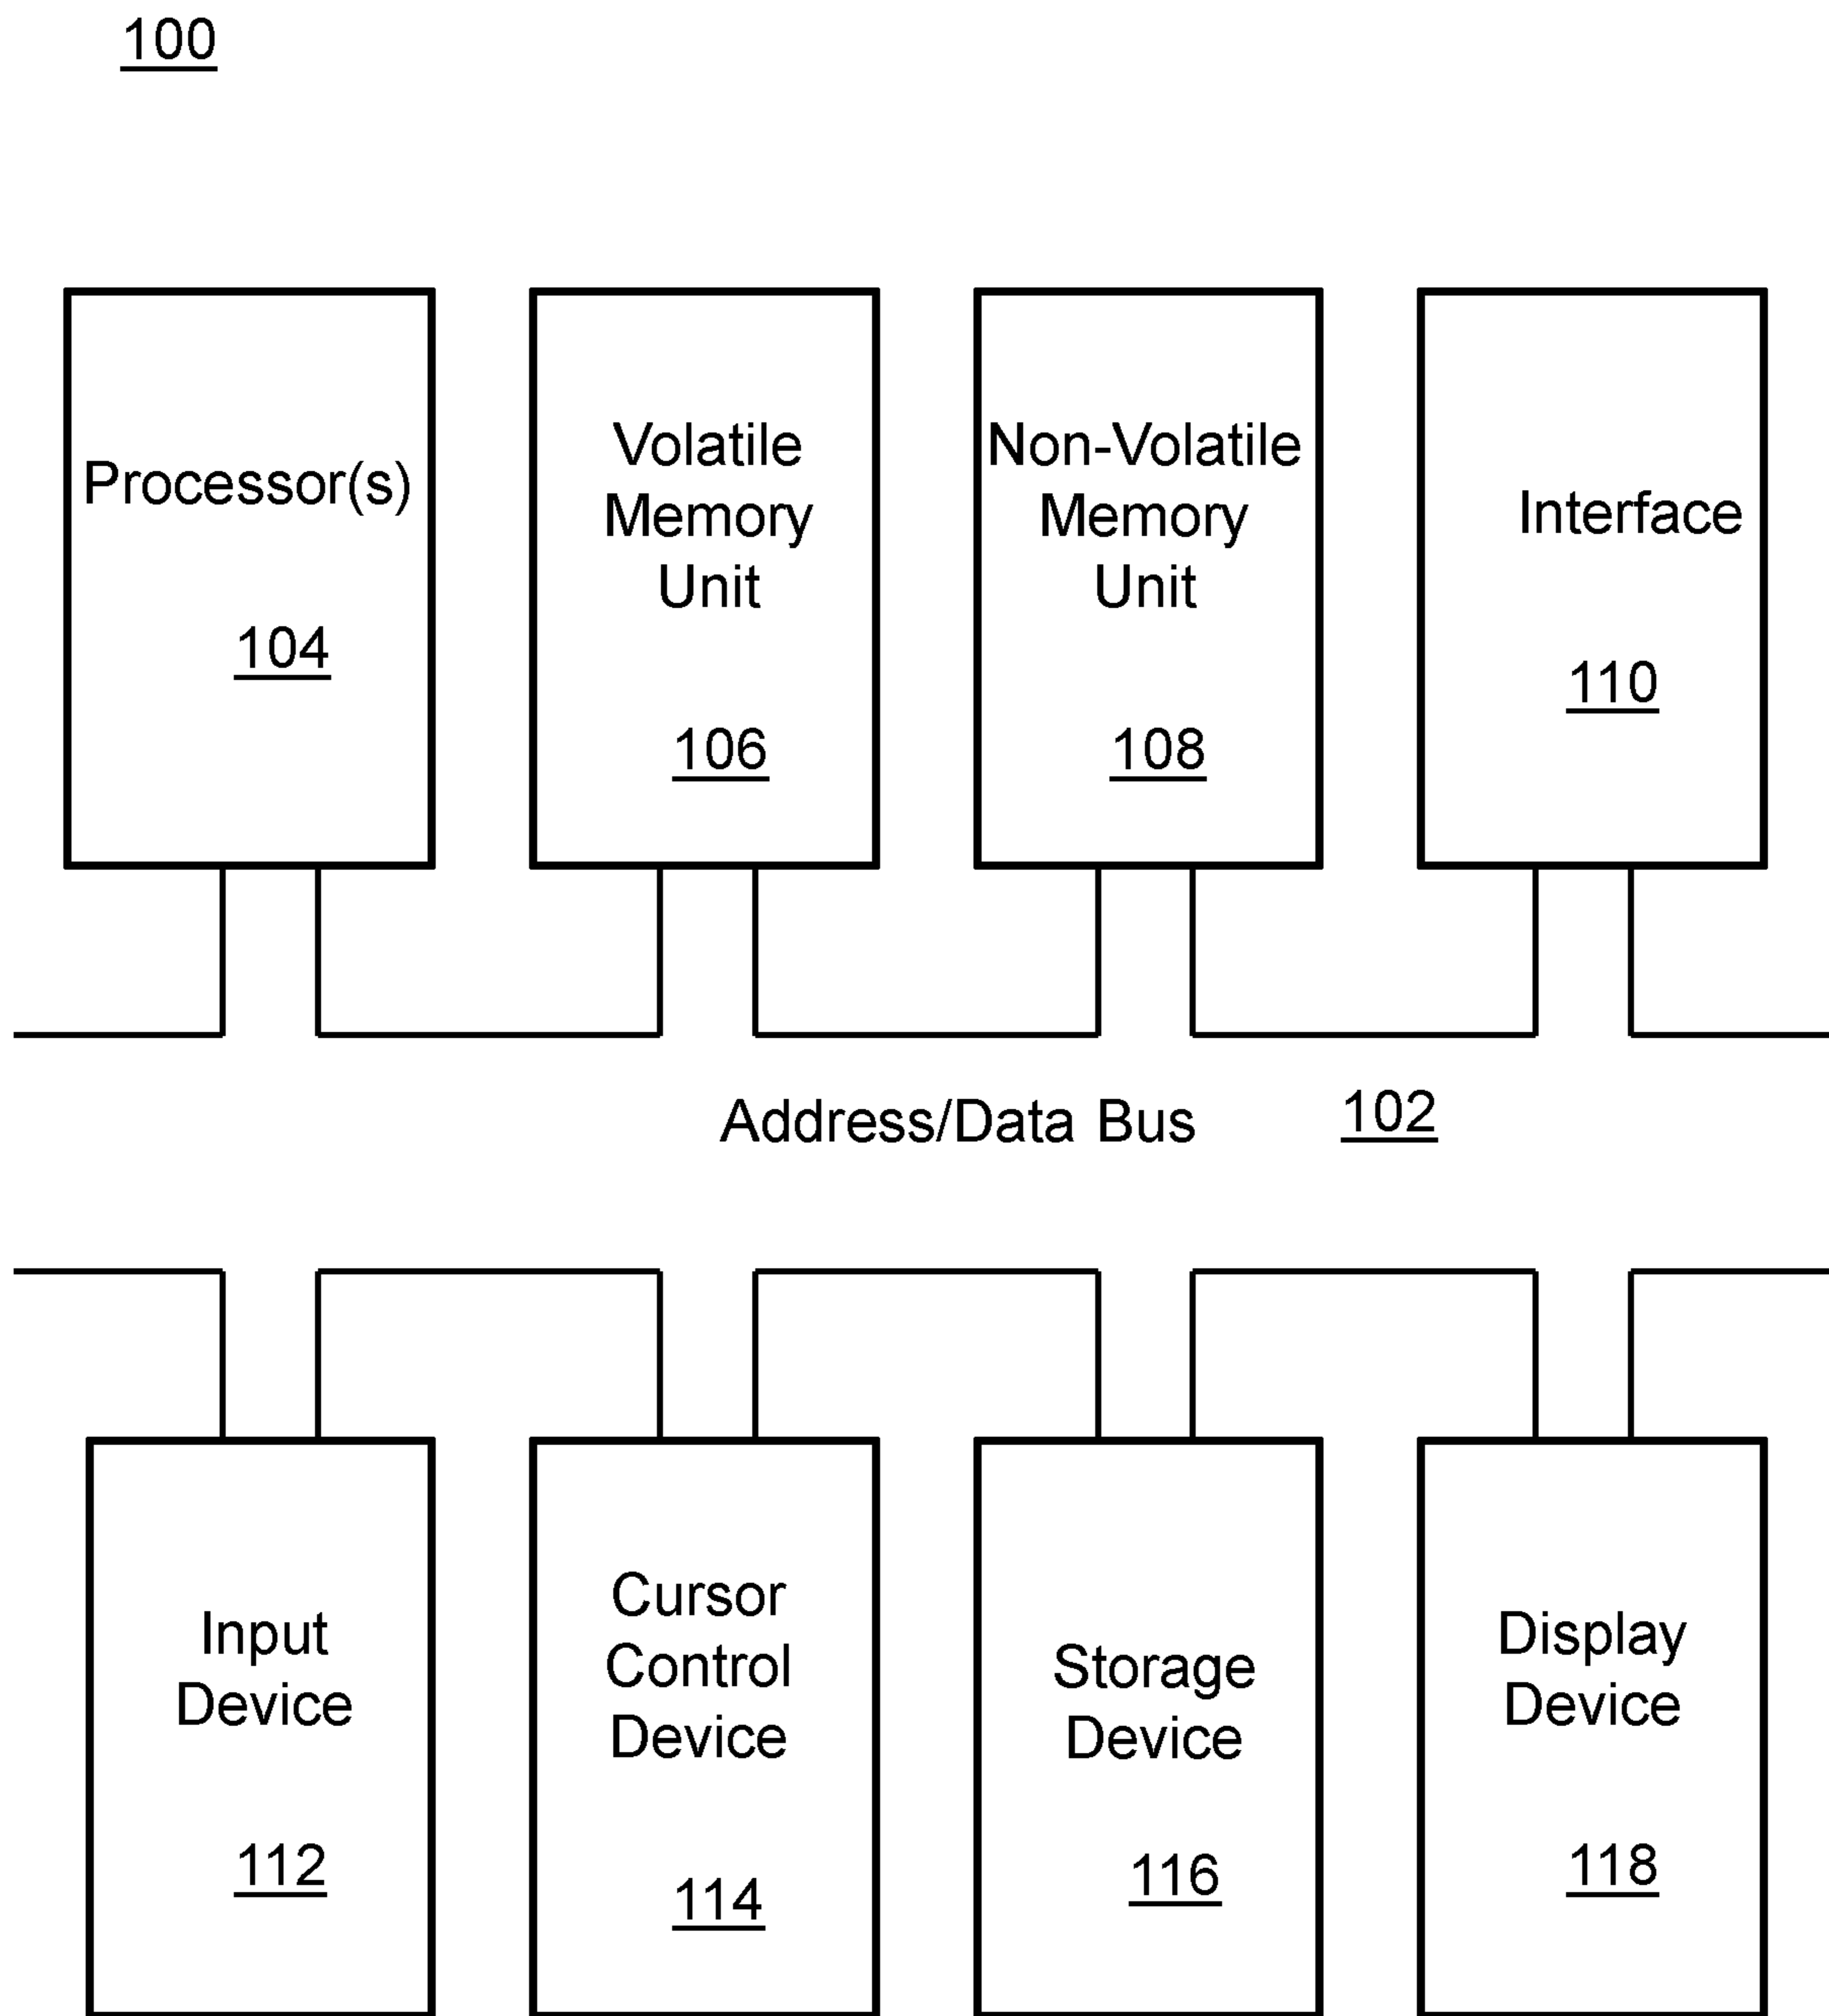 100
Processor(s)
104
Volatile
Memory
Unit
106
Non-Volatile
Memory
Unit
108
Interface
110
Address/Data Bus 102
Input
Device
112
Cursor
Control
Device
114
Storage
Device
116
Display
Device
118